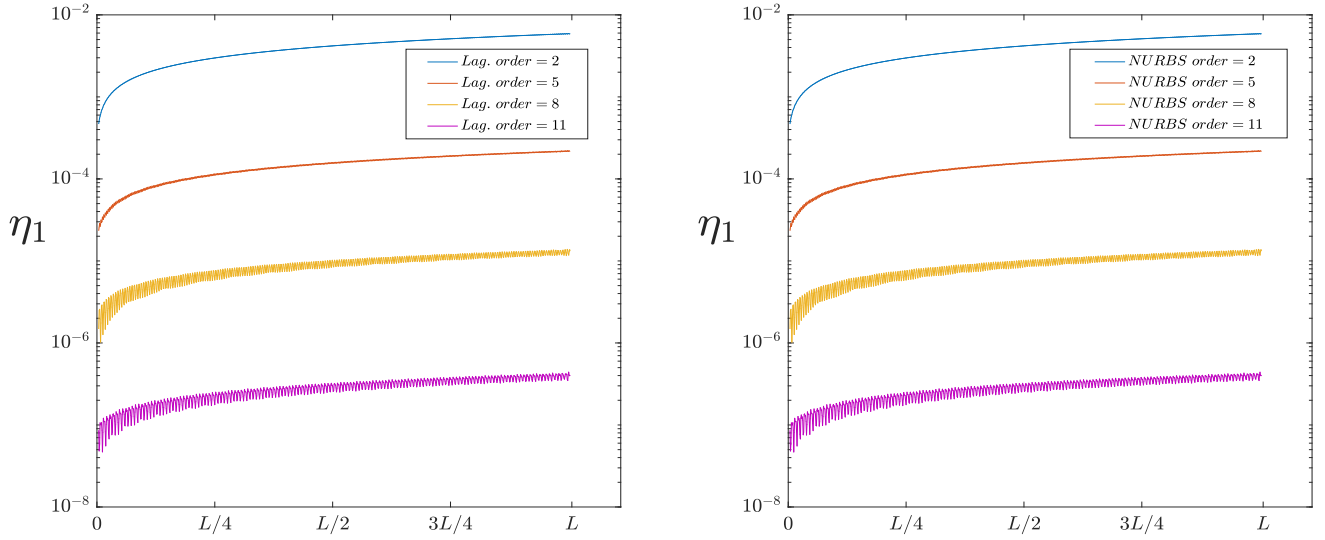 10⁻²
10⁻⁴
10⁻⁶
10⁻⁸
η₁
Lag. order = 2
Lag. order = 5
Lag. order = 8
Lag. order = 11
0 L/4 L/2 3L/4 L
10⁻²
10⁻⁴
10⁻⁶
10⁻⁸
η₁
NURBS order = 2
NURBS order = 5
NURBS order = 8
NURBS order = 11
0 L/4 L/2 3L/4 L